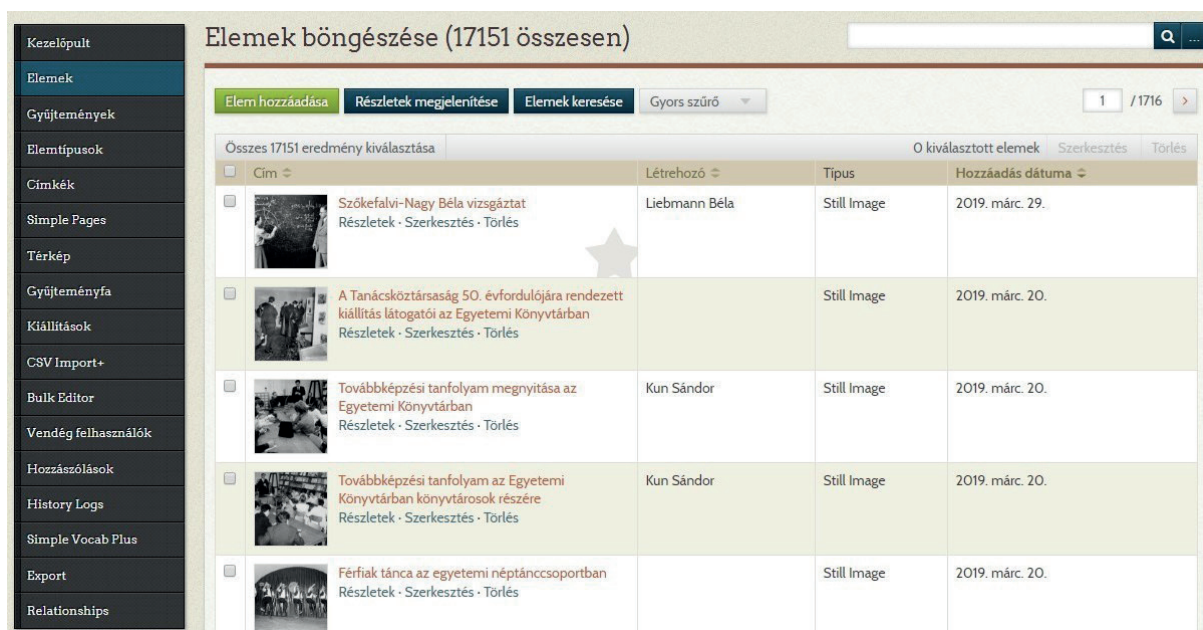 Kezelőpult
Elemek
Gyűjtemények
Elemtípusok
Címkék
Simple Pages
Térkép
Gyűjteményfa
Kiállítások
CSV Import+
Bulk Editor
Vendég felhasználók
Hozzászólások
History Logs
Simple Vocab Plus
Export
Relationships
Elemek böngészése (17151 összesen)
...
Elem hozzáadása Részletek megjelenítése Elemek keresése Gyors szűrő 1 / 1716 >
Összes 17151 eredmény kiválasztása 0 kiválasztott elemek Szerkesztés Törlés
Cím Létrehozó Típus Hozzáadás dátuma
Szőkefalvi-Nagy Béla vizsgáztat Liebmann Béla Still Image 2019. márc. 29.
Részletek · Szerkesztés · Törlés
A Tanácsköztársaság 50. évfordulójára rendezett Still Image 2019. márc. 20.
kiállítás látogatói az Egyetemi Könyvtárban
Részletek · Szerkesztés · Törlés
Továbbképzési tanfolyam megnyitása az Kun Sándor Still Image 2019. márc. 20.
Egyetemi Könyvtárban
Részletek · Szerkesztés · Törlés
Továbbképzési tanfolyam az Egyetemi Kun Sándor Still Image 2019. márc. 20.
Könyvtárban könyvtárosok részére
Részletek · Szerkesztés · Törlés
Férfiak tánca az egyetemi néptánccsoportban Still Image 2019. márc. 20.
Részletek · Szerkesztés · Törlés